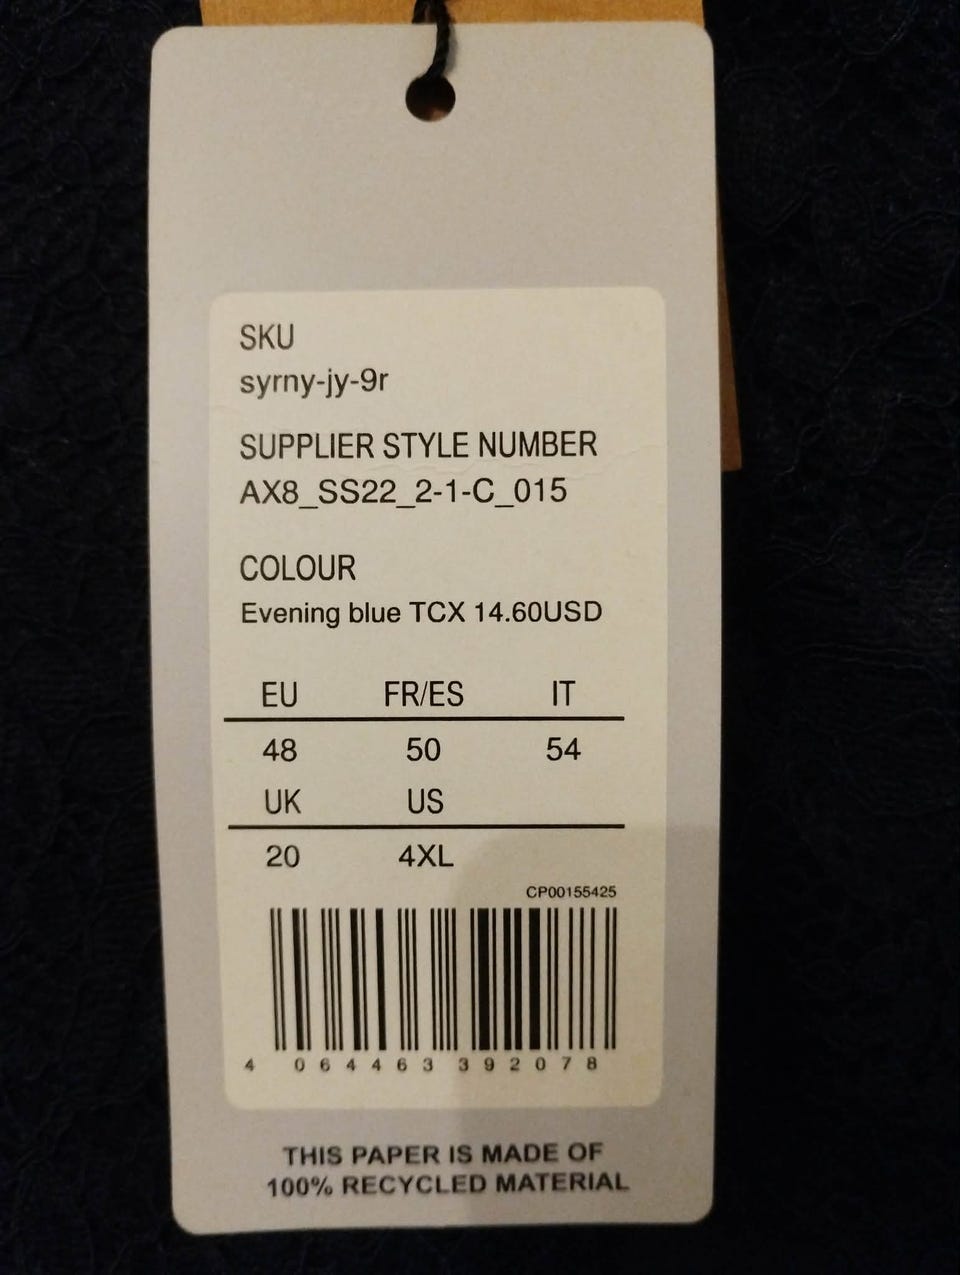 SKU
syrny-jy-9r
SUPPLIER STYLE NUMBER
AX8_SS22_2-1-C_015
COLOUR
Evening blue TCX 14.60USD
EU FR/ES IT
48 50 54
UK US
20 4XL
CP00155425
4 064463 392078
THIS PAPER IS MADE OF
100% RECYCLED MATERIAL